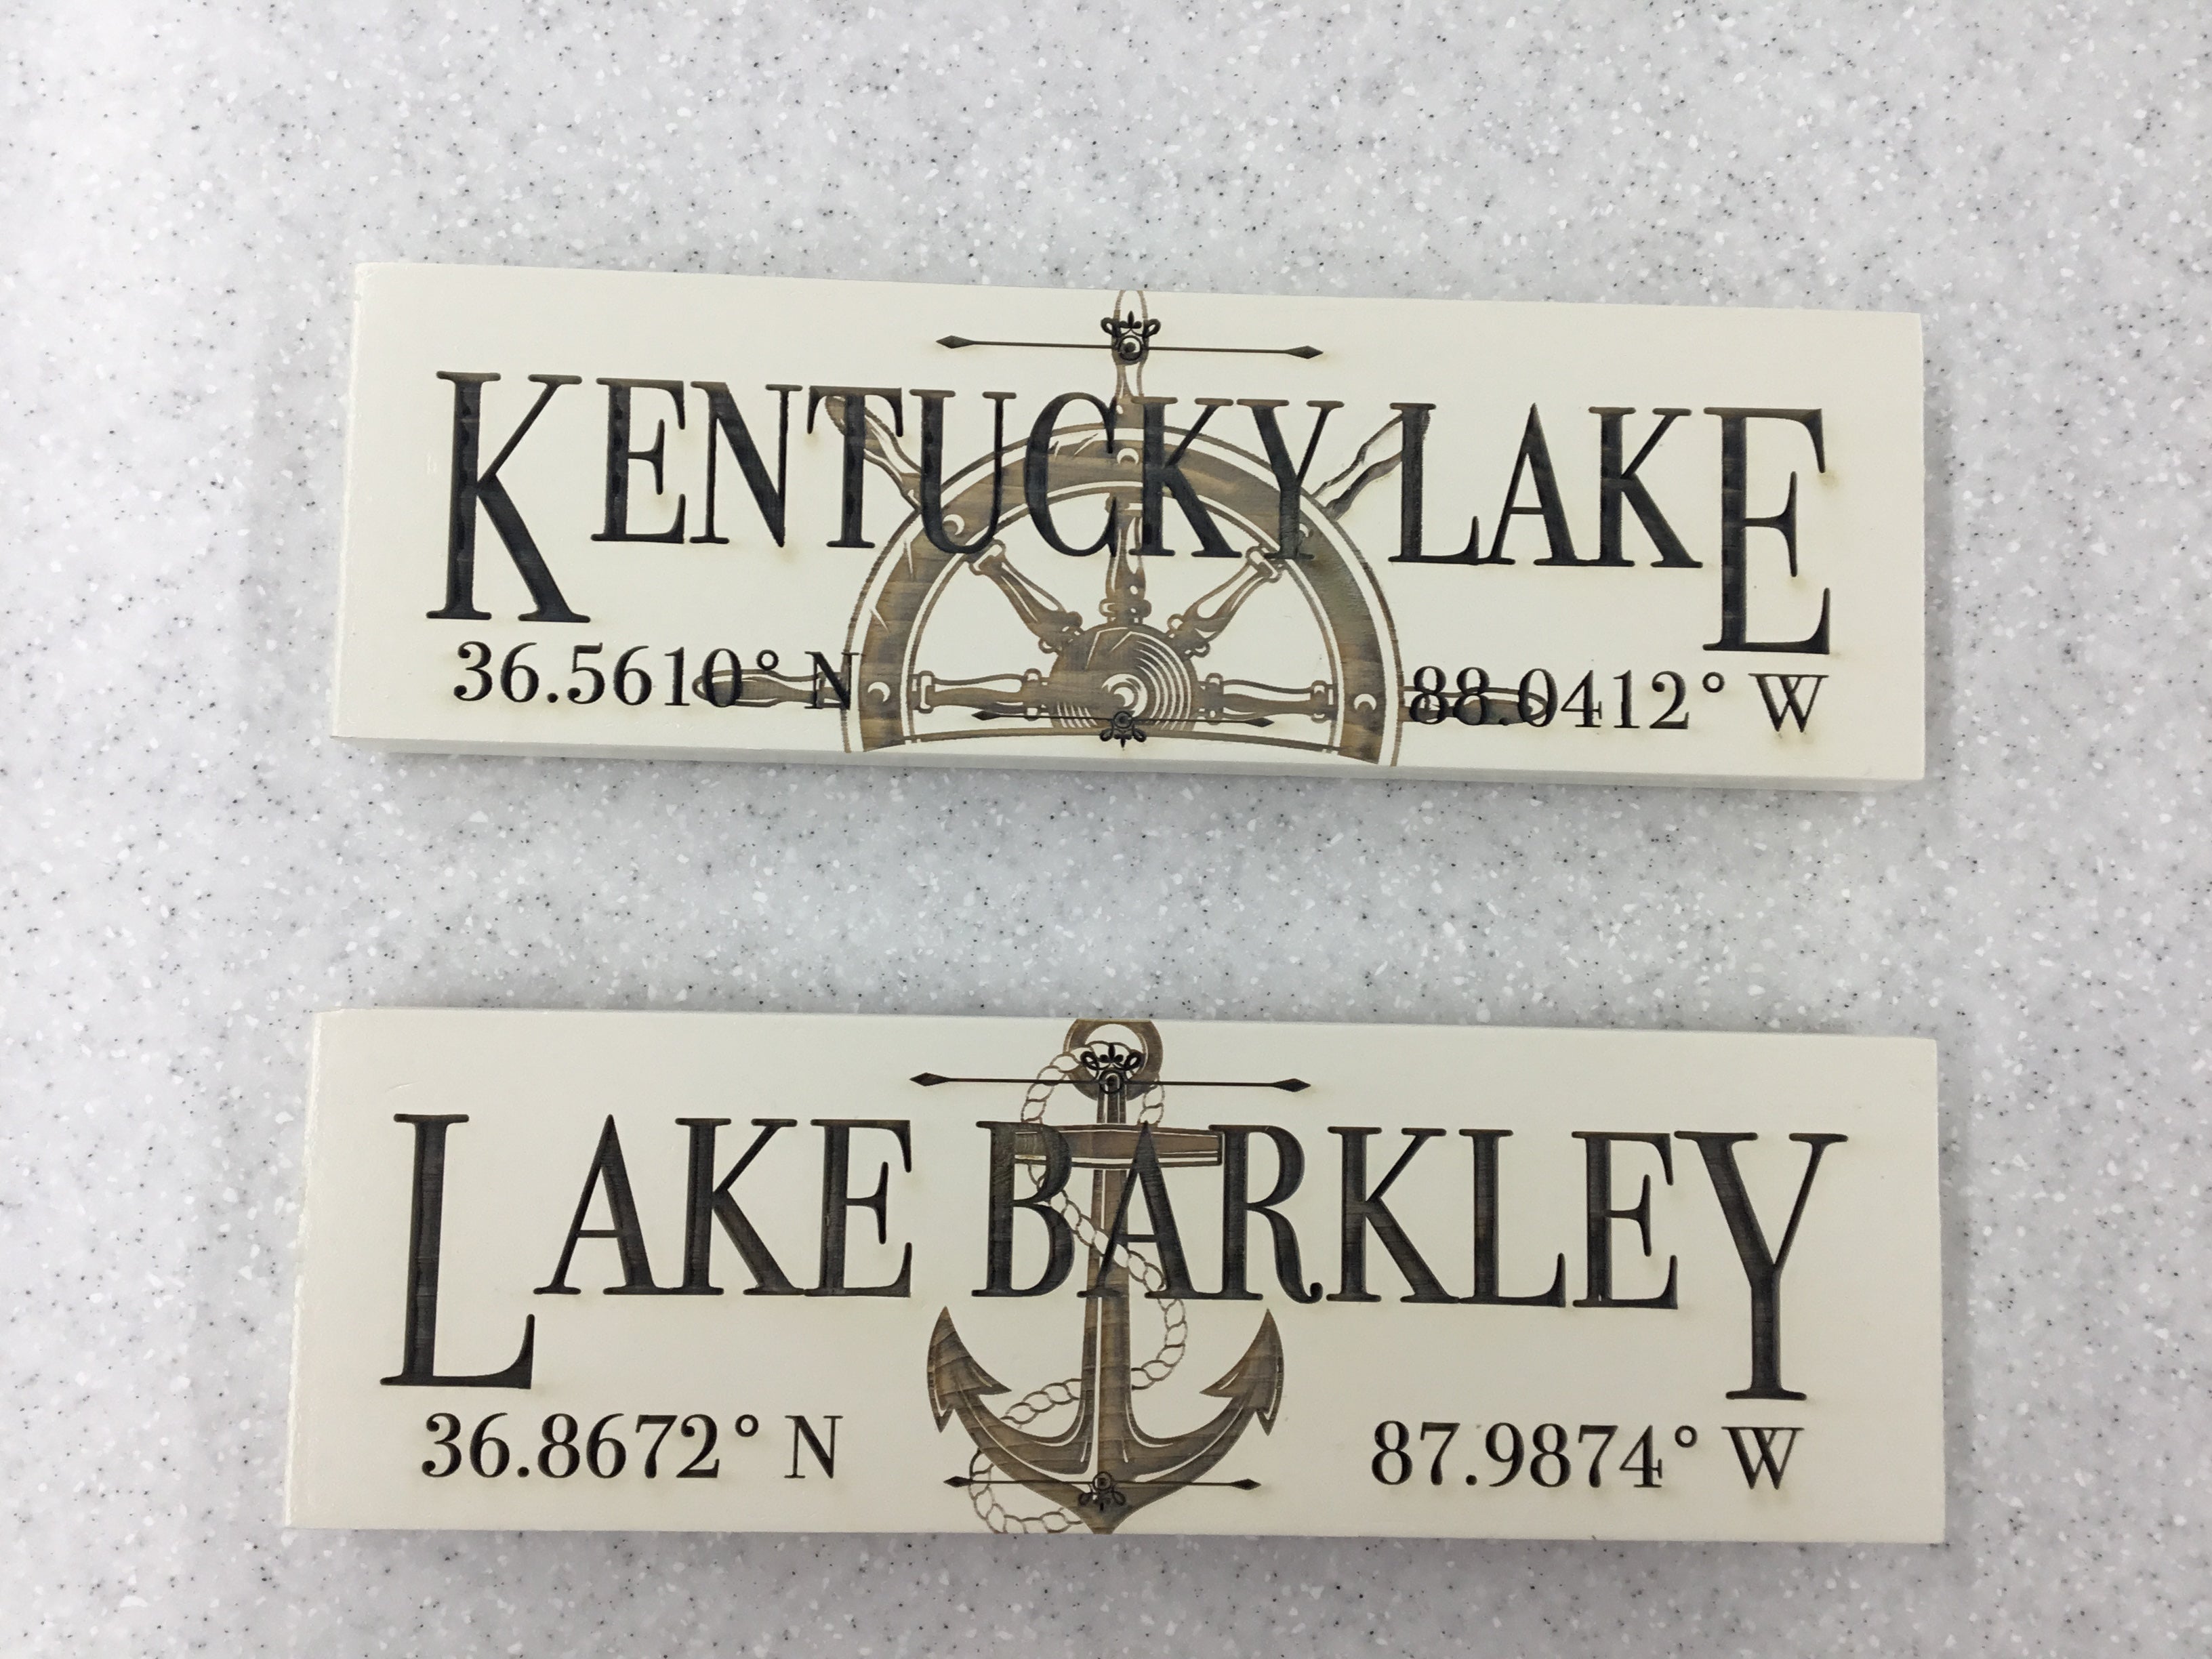 KENTUCKY LAKE
36.5610° N 88.0412° W
LAKE BARKLEY
36.8672° N 87.9874° W